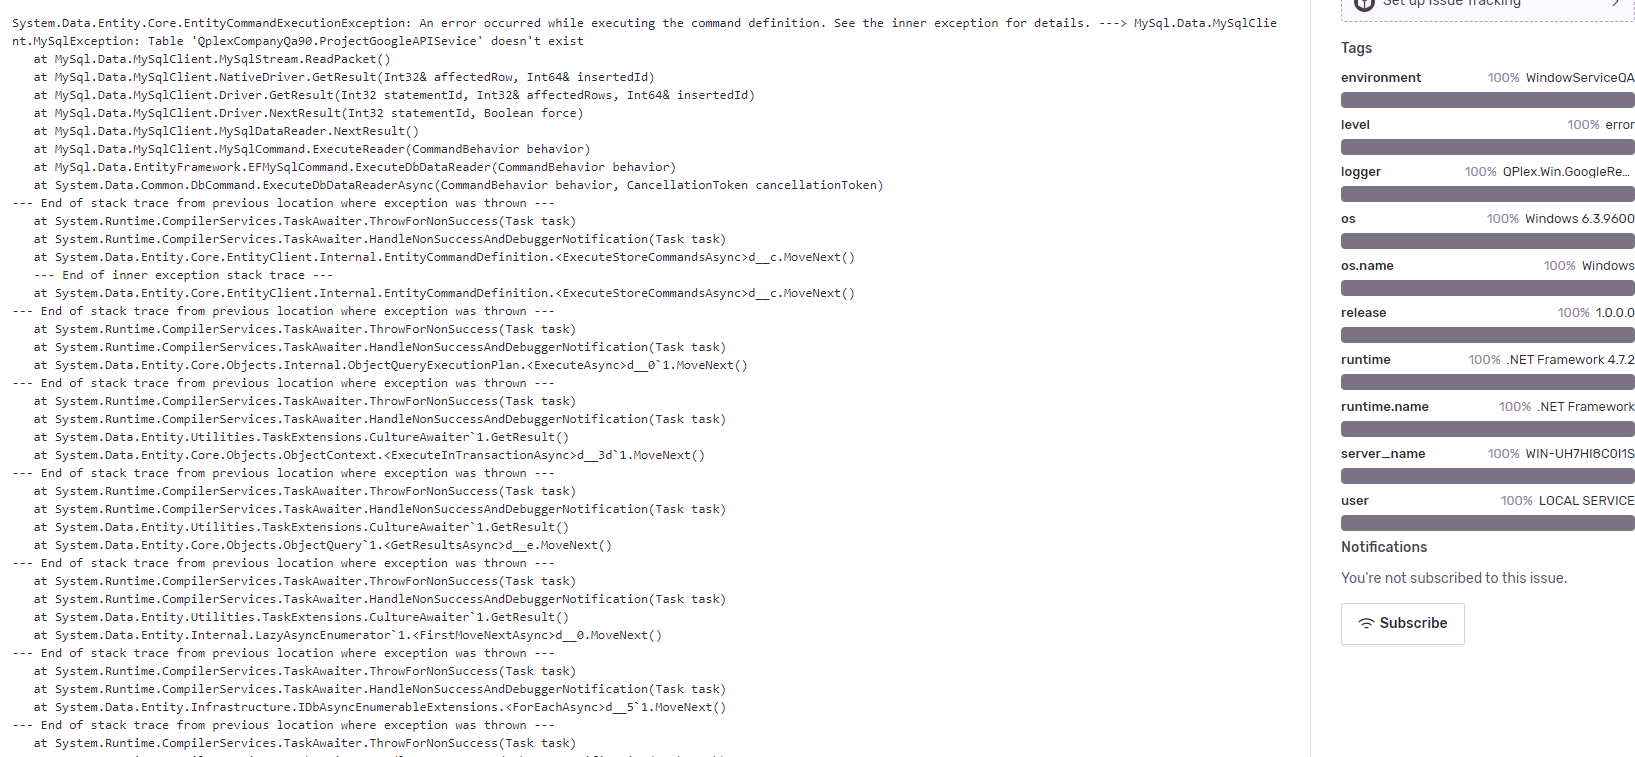 System.Data.Entity.Core.EntityCommandExecutionException: An error occurred while executing the command definition. See the inner exception for details. ---> MySql.Data.MySqlClie
nt.MySqlException: Table 'QplexCompanyQa90.ProjectGoogleAPISevice' doesn't exist
   at MySql.Data.MySqlClient.MySqlStream.ReadPacket()
   at MySql.Data.MySqlClient.NativeDriver.GetResult(Int32& affectedRow, Int64& insertedId)
   at MySql.Data.MySqlClient.Driver.GetResult(Int32 statementId, Int32& affectedRows, Int64& insertedId)
   at MySql.Data.MySqlClient.Driver.NextResult(Int32 statementId, Boolean force)
   at MySql.Data.MySqlClient.MySqlDataReader.NextResult()
   at MySql.Data.MySqlClient.MySqlCommand.ExecuteReader(CommandBehavior behavior)
   at MySql.Data.EntityFramework.EFMySqlCommand.ExecuteDbDataReader(CommandBehavior behavior)
   at System.Data.Common.DbCommand.ExecuteDbDataReaderAsync(CommandBehavior behavior, CancellationToken cancellationToken)
--- End of stack trace from previous location where exception was thrown ---
   at System.Runtime.CompilerServices.TaskAwaiter.ThrowForNonSuccess(Task task)
   at System.Runtime.CompilerServices.TaskAwaiter.HandleNonSuccessAndDebuggerNotification(Task task)
   at System.Data.Entity.Core.EntityClient.Internal.EntityCommandDefinition.<ExecuteStoreCommandsAsync>d__c.MoveNext()
   --- End of inner exception stack trace ---
   at System.Data.Entity.Core.EntityClient.Internal.EntityCommandDefinition.<ExecuteStoreCommandsAsync>d__c.MoveNext()
--- End of stack trace from previous location where exception was thrown ---
   at System.Runtime.CompilerServices.TaskAwaiter.ThrowForNonSuccess(Task task)
   at System.Runtime.CompilerServices.TaskAwaiter.HandleNonSuccessAndDebuggerNotification(Task task)
   at System.Data.Entity.Core.Objects.Internal.ObjectQueryExecutionPlan.<ExecuteAsync>d__0`1.MoveNext()
--- End of stack trace from previous location where exception was thrown ---
   at System.Runtime.CompilerServices.TaskAwaiter.ThrowForNonSuccess(Task task)
   at System.Runtime.CompilerServices.TaskAwaiter.HandleNonSuccessAndDebuggerNotification(Task task)
   at System.Data.Entity.Utilities.TaskExtensions.CultureAwaiter`1.GetResult()
   at System.Data.Entity.Core.Objects.ObjectContext.<ExecuteInTransactionAsync>d__3d`1.MoveNext()
--- End of stack trace from previous location where exception was thrown ---
   at System.Runtime.CompilerServices.TaskAwaiter.ThrowForNonSuccess(Task task)
   at System.Runtime.CompilerServices.TaskAwaiter.HandleNonSuccessAndDebuggerNotification(Task task)
   at System.Data.Entity.Utilities.TaskExtensions.CultureAwaiter`1.GetResult()
   at System.Data.Entity.Core.Objects.ObjectQuery`1.<GetResultsAsync>d__e.MoveNext()
--- End of stack trace from previous location where exception was thrown ---
   at System.Runtime.CompilerServices.TaskAwaiter.ThrowForNonSuccess(Task task)
   at System.Runtime.CompilerServices.TaskAwaiter.HandleNonSuccessAndDebuggerNotification(Task task)
   at System.Data.Entity.Utilities.TaskExtensions.CultureAwaiter`1.GetResult()
   at System.Data.Entity.Internal.LazyAsyncEnumerator`1.<FirstMoveNextAsync>d__0.MoveNext()
--- End of stack trace from previous location where exception was thrown ---
   at System.Runtime.CompilerServices.TaskAwaiter.ThrowForNonSuccess(Task task)
   at System.Runtime.CompilerServices.TaskAwaiter.HandleNonSuccessAndDebuggerNotification(Task task)
   at System.Data.Entity.Infrastructure.IDbAsyncEnumerableExtensions.<ForEachAsync>d__5`1.MoveNext()
--- End of stack trace from previous location where exception was thrown ---
   at System.Runtime.CompilerServices.TaskAwaiter.ThrowForNonSuccess(Task task)
Set up Issue Tracking
Tags
environment 100% WindowServiceQA
level 100% error
logger 100% QPlex.Win.GoogleRe...
os 100% Windows 6.3.9600
os.name 100% Windows
release 100% 1.0.0.0
runtime 100% .NET Framework 4.7.2
runtime.name 100% .NET Framework
server_name 100% WIN-UH7HI8C0I1S
user 100% LOCAL SERVICE
Notifications
You're not subscribed to this issue.
Subscribe